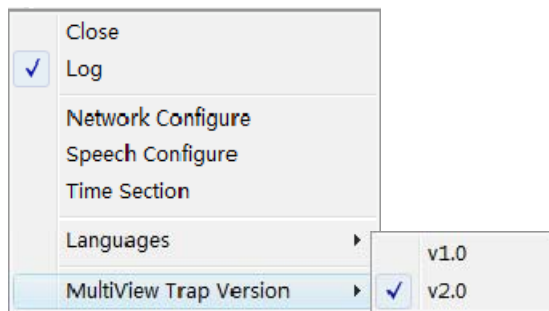 Close
Log
Network Configure
Speech Configure
Time Section
Languages
MultiView Trap Version
v1.0
v2.0